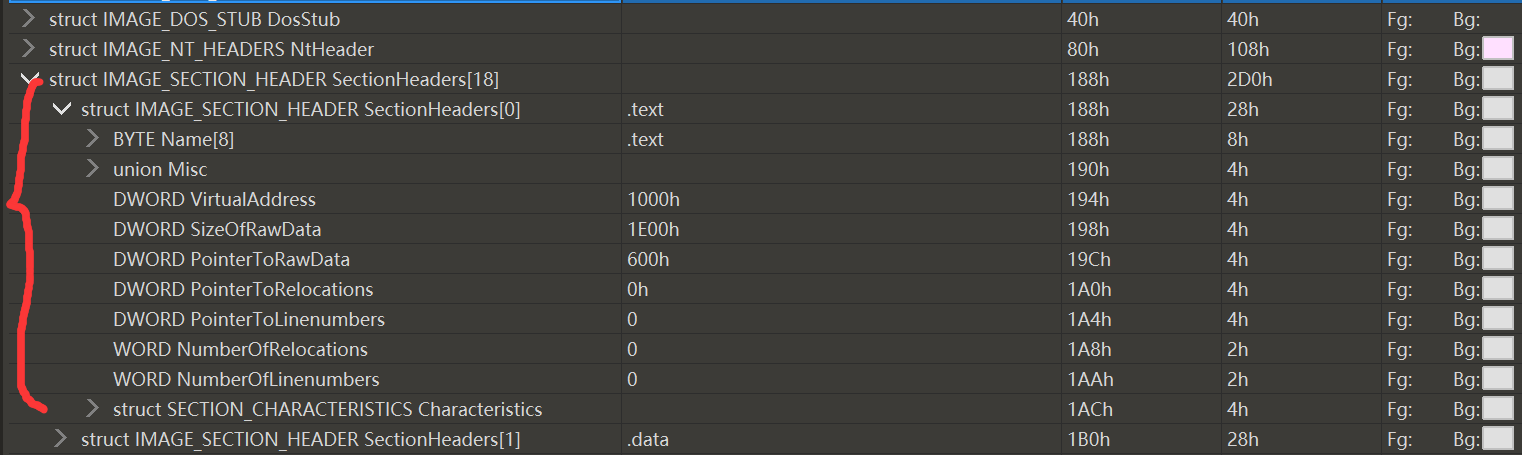 struct IMAGE_DOS_STUB DosStub 40h 40h Fg: Bg:
struct IMAGE_NT_HEADERS NtHeader 80h 108h Fg: Bg:
struct IMAGE_SECTION_HEADER SectionHeaders[18] 188h 2D0h Fg: Bg:
struct IMAGE_SECTION_HEADER SectionHeaders[0] .text 188h 28h Fg: Bg:
BYTE Name[8] .text 188h 8h Fg: Bg:
union Misc 190h 4h Fg: Bg:
DWORD VirtualAddress 1000h 194h 4h Fg: Bg:
DWORD SizeOfRawData 1E00h 198h 4h Fg: Bg:
DWORD PointerToRawData 600h 19Ch 4h Fg: Bg:
DWORD PointerToRelocations 0h 1A0h 4h Fg: Bg:
DWORD PointerToLinenumbers 0 1A4h 4h Fg: Bg:
WORD NumberOfRelocations 0 1A8h 2h Fg: Bg:
WORD NumberOfLinenumbers 0 1AAh 2h Fg: Bg:
struct SECTION_CHARACTERISTICS Characteristics 1ACh 4h Fg: Bg:
struct IMAGE_SECTION_HEADER SectionHeaders[1] .data 1B0h 28h Fg: Bg: